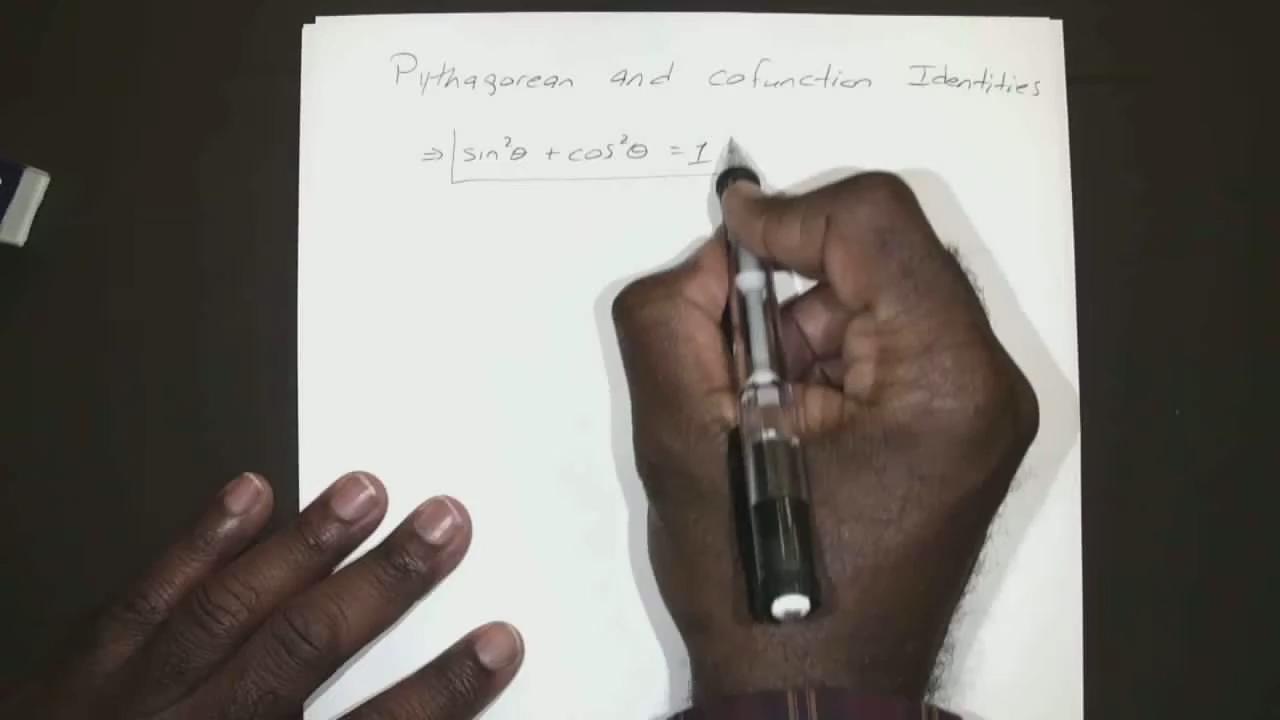 Pythagorean and cofunction Identities
⇒ sin²θ + cos²θ = 1